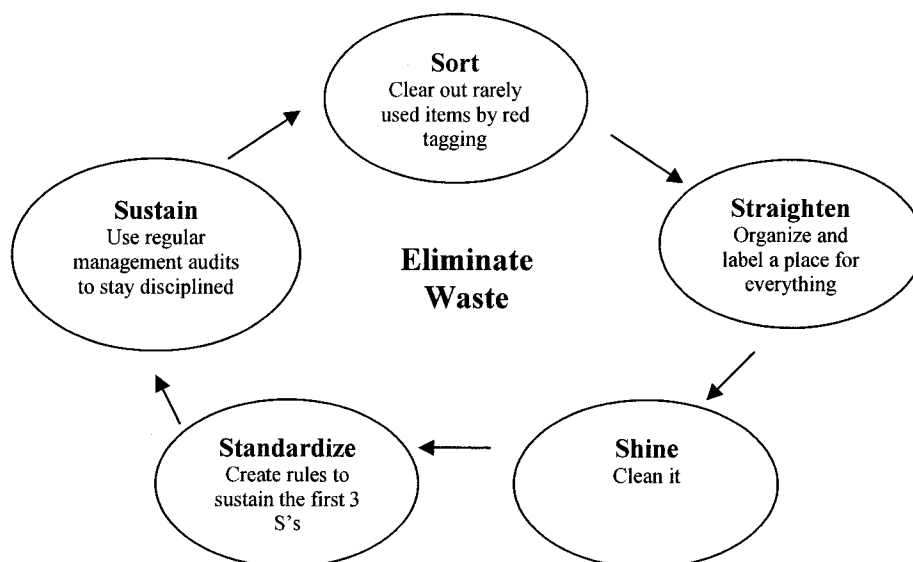 Sort
Clear out rarely
used items by red
tagging
Straighten
Organize and
label a place for
everything
Shine
Clean it
Standardize
Create rules to
sustain the first 3
S's
Sustain
Use regular
management audits
to stay disciplined
Eliminate
Waste